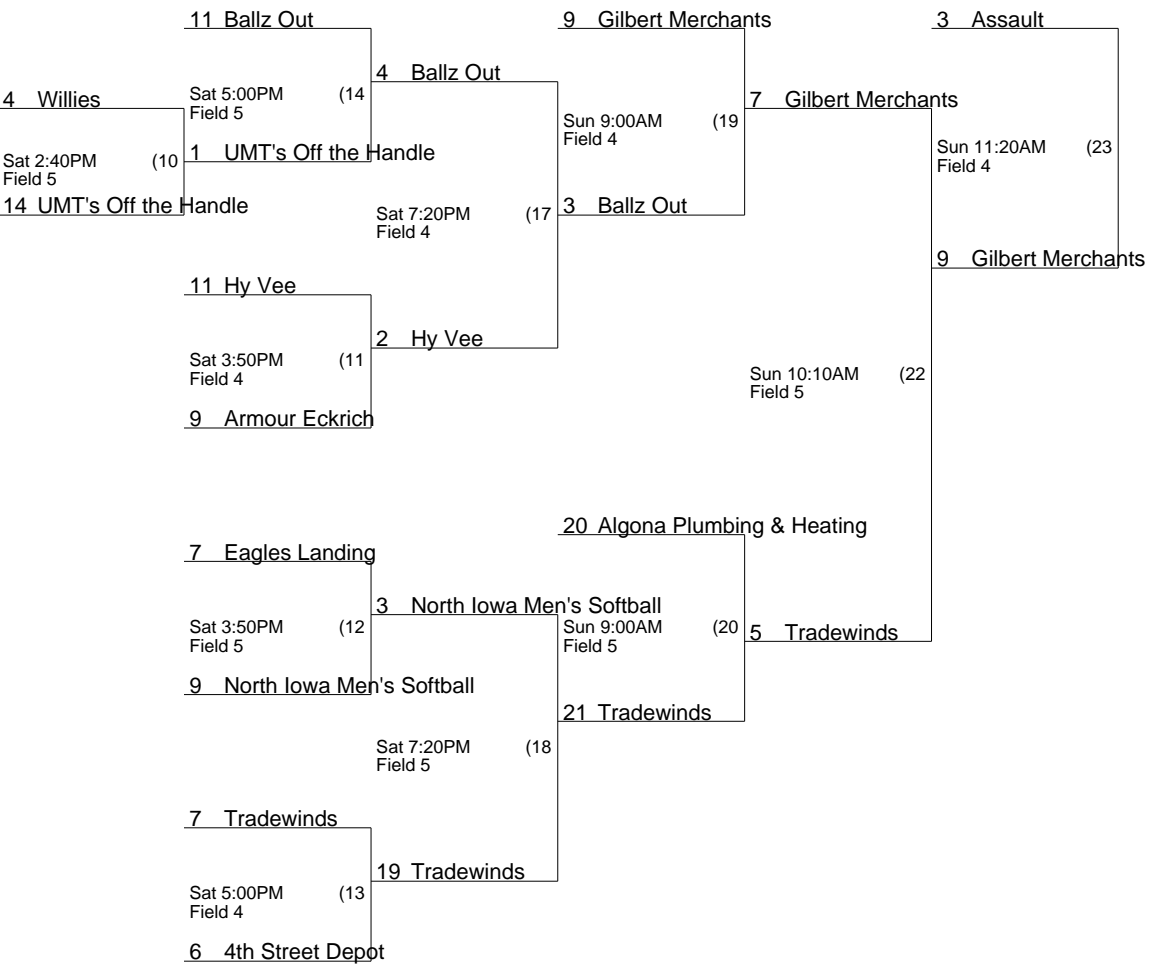 11 Ballz Out
9 Gilbert Merchants
3 Assault
4 Ballz Out
Sat 5:00PM (14
Field 5
4 Willies
7 Gilbert Merchants
Sun 9:00AM (19
Field 4
Sun 11:20AM (23
Field 4
1 UMT's Off the Handle
Sat 2:40PM (10
Field 5
14 UMT's Off the Handle
Sat 7:20PM (17
Field 4
3 Ballz Out
9 Gilbert Merchants
11 Hy Vee
2 Hy Vee
Sat 3:50PM (11
Field 4
Sun 10:10AM (22
Field 5
9 Armour Eckrich
20 Algona Plumbing & Heating
7 Eagles Landing
3 North Iowa Men's Softball
Sat 3:50PM (12
Field 5
Sun 9:00AM (20
Field 5
5 Tradewinds
9 North Iowa Men's Softball
21 Tradewinds
Sat 7:20PM (18
Field 5
7 Tradewinds
19 Tradewinds
Sat 5:00PM (13
Field 4
6 4th Street Depot